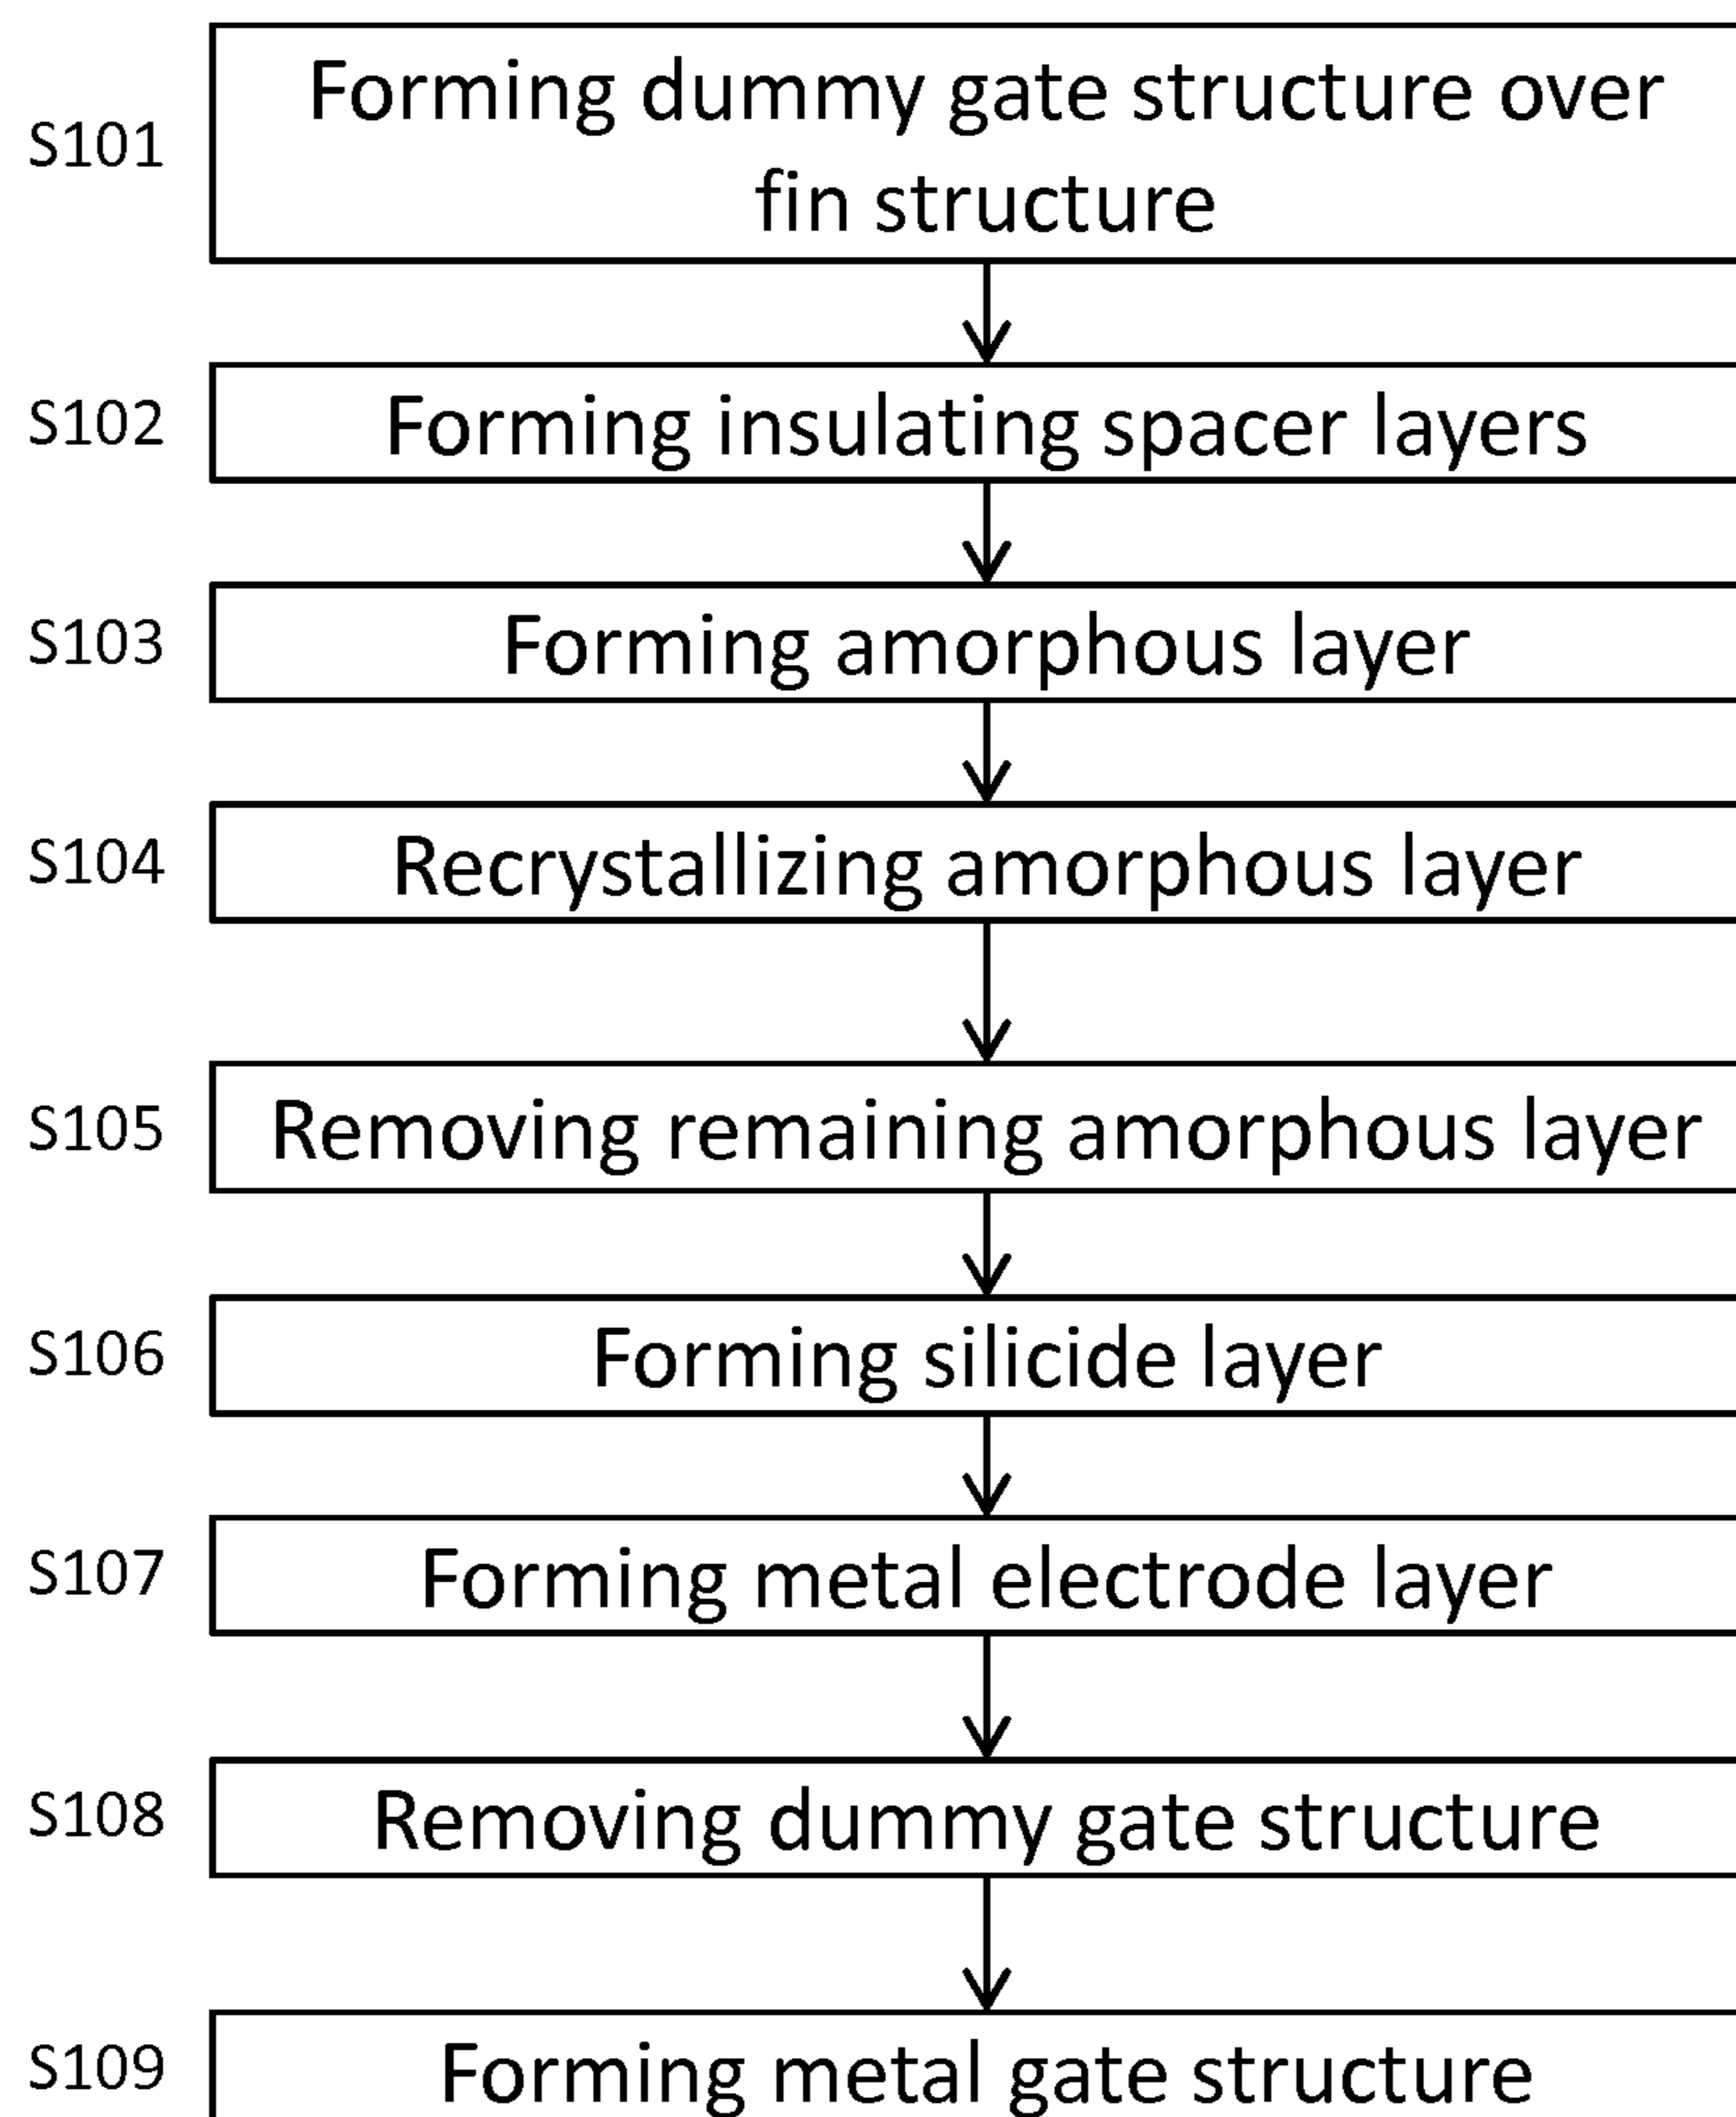 S101
Forming dummy gate structure over
fin structure
S102
Forming insulating spacer layers
S103
Forming amorphous layer
S104
Recrystallizing amorphous layer
S105
Removing remaining amorphous layer
S106
Forming silicide layer
S107
Forming metal electrode layer
S108
Removing dummy gate structure
S109
Forming metal gate structure